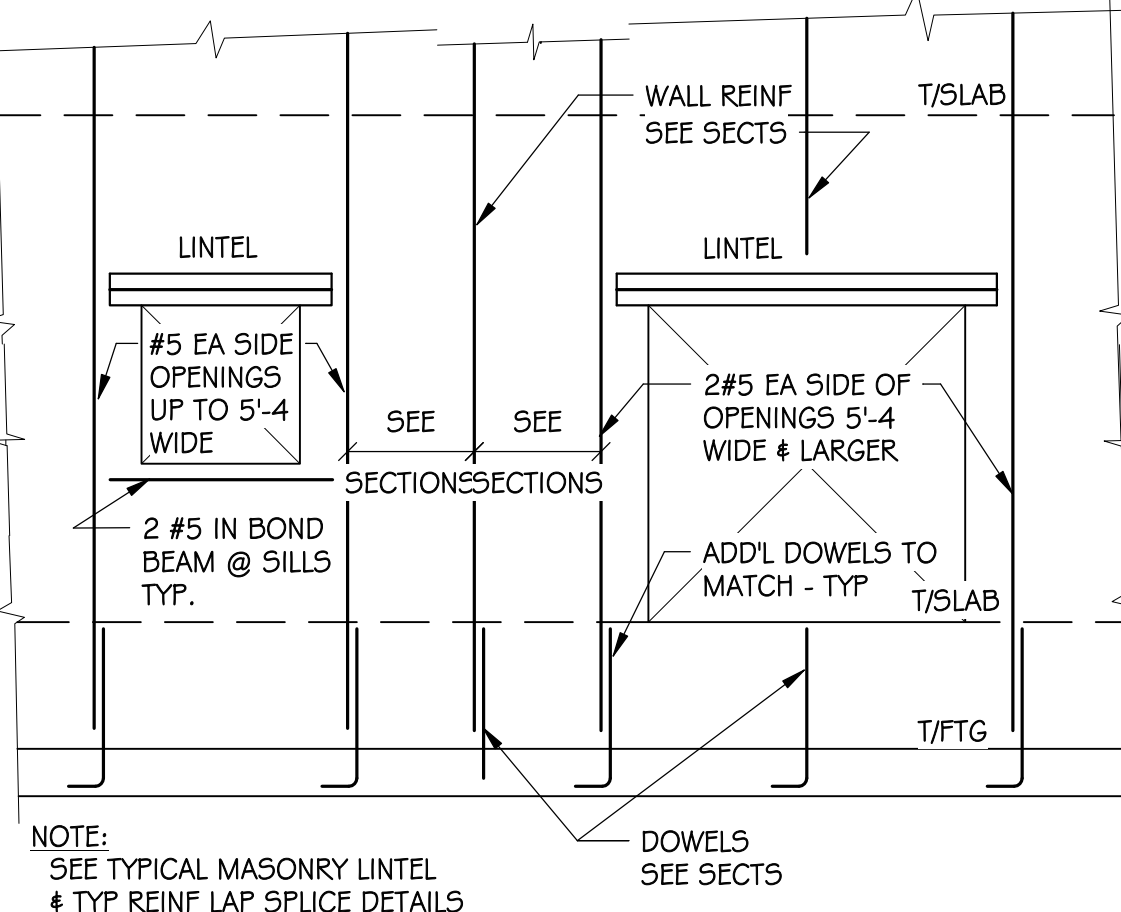 WALL REINF
SEE SECTS
T/SLAB
LINTEL
LINTEL
#5 EA SIDE
OPENINGS
UP TO 5'-4
WIDE
SEE
SECTIONS
SEE
SECTIONS
2#5 EA SIDE OF
OPENINGS 5'-4
WIDE & LARGER
2 #5 IN BOND
BEAM @ SILLS
TYP.
ADD'L DOWELS TO
MATCH - TYP
T/SLAB
T/FTG
DOWELS
SEE SECTS
NOTE:
SEE TYPICAL MASONRY LINTEL
& TYP REINF LAP SPLICE DETAILS